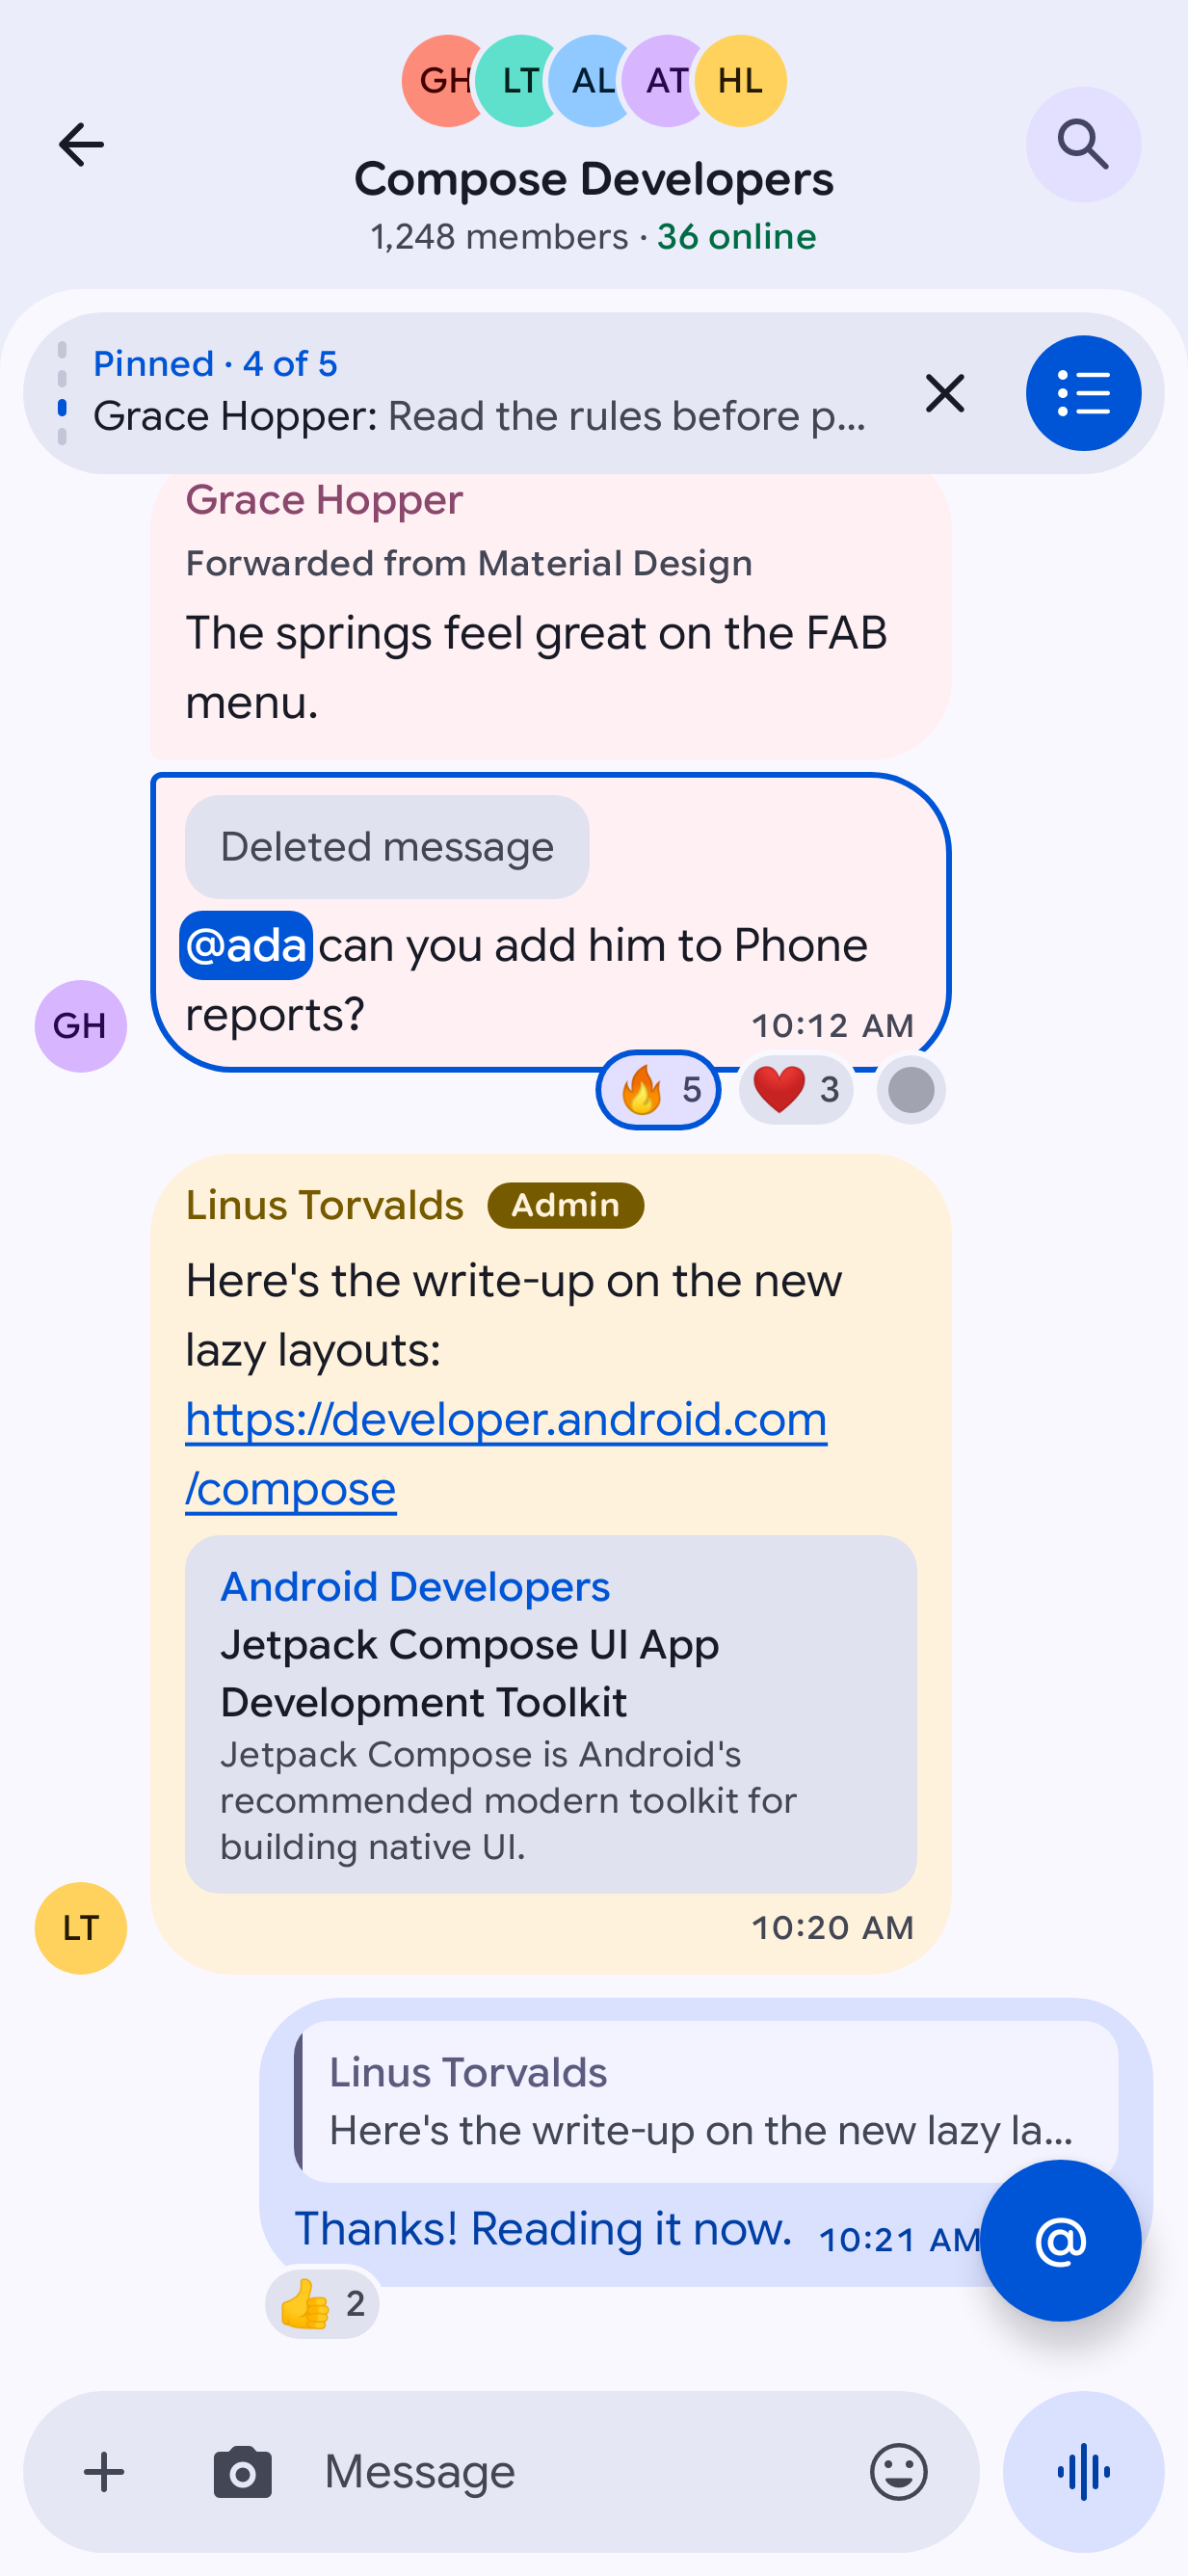 GH LT AL AT HL
Compose Developers
1,248 members · 36 online
Pinned · 4 of 5
Grace Hopper: Read the rules before p...
Grace Hopper
Forwarded from Material Design
The springs feel great on the FAB
menu.
Deleted message
@ada can you add him to Phone
reports?
10:12 AM
GH
5
3
Linus Torvalds Admin
Here's the write-up on the new
lazy layouts:
https://developer.android.com
/compose
Android Developers
Jetpack Compose UI App
Development Toolkit
Jetpack Compose is Android's
recommended modern toolkit for
building native UI.
LT
10:20 AM
Linus Torvalds
Here's the write-up on the new lazy la...
Thanks! Reading it now. 10:21 AM
@
2
Message